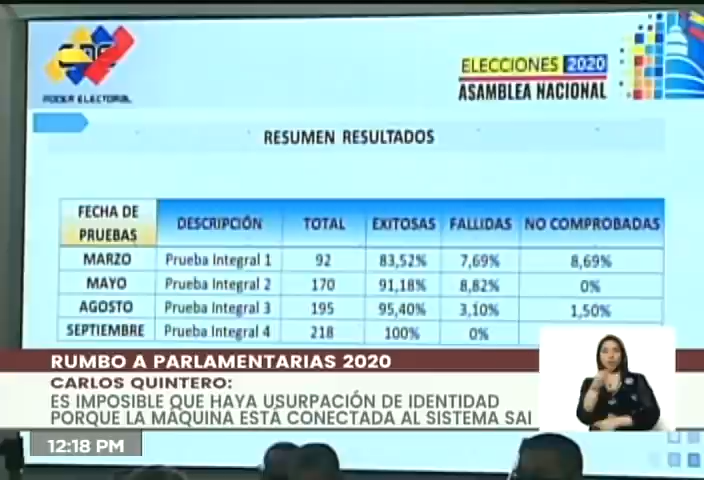 CNE
PODER ELECTORAL
ELECCIONES 2020
ASAMBLEA NACIONAL
RESUMEN RESULTADOS
FECHA DE PRUEBAS DESCRIPCIÓN TOTAL EXITOSAS FALLIDAS NO COMPROBADAS
MARZO Prueba Integral 1 92 83,52% 7,69% 8,69%
MAYO Prueba Integral 2 170 91,18% 8,82% 0%
AGOSTO Prueba Integral 3 195 95,40% 3,10% 1,50%
SEPTIEMBRE Prueba Integral 4 218 100% 0%
RUMBO A PARLAMENTARIAS 2020
CARLOS QUINTERO:
ES IMPOSIBLE QUE HAYA USURPACIÓN DE IDENTIDAD
PORQUE LA MÁQUINA ESTÁ CONECTADA AL SISTEMA SAI
12:18 PM